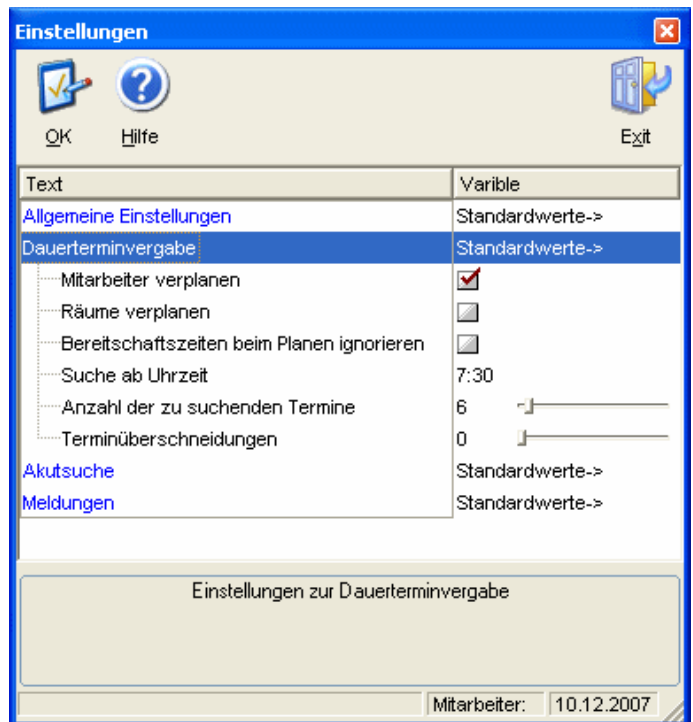 Einstellungen
OK Hilfe Exit
Text Varible
Allgemeine Einstellungen Standardwerte->
Dauerterminvergabe Standardwerte->
Mitarbeiter verplanen
Räume verplanen
Bereitschaftszeiten beim Planen ignorieren
Suche ab Uhrzeit 7:30
Anzahl der zu suchenden Termine 6
Terminüberschneidungen 0
Akutsuche Standardwerte->
Meldungen Standardwerte->
Einstellungen zur Dauerterminvergabe
Mitarbeiter: 10.12.2007